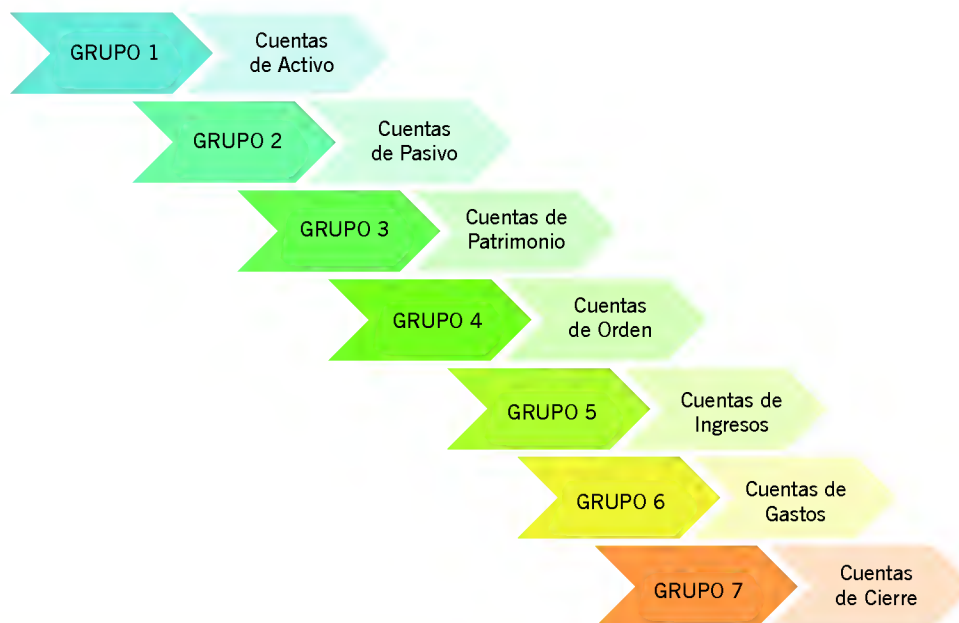 GRUPO 1
Cuentas
de Activo
GRUPO 2
Cuentas
de Pasivo
GRUPO 3
Cuentas de
Patrimonio
GRUPO 4
Cuentas
de Orden
GRUPO 5
Cuentas de
Ingresos
GRUPO 6
Cuentas de
Gastos
GRUPO 7
Cuentas
de Cierre